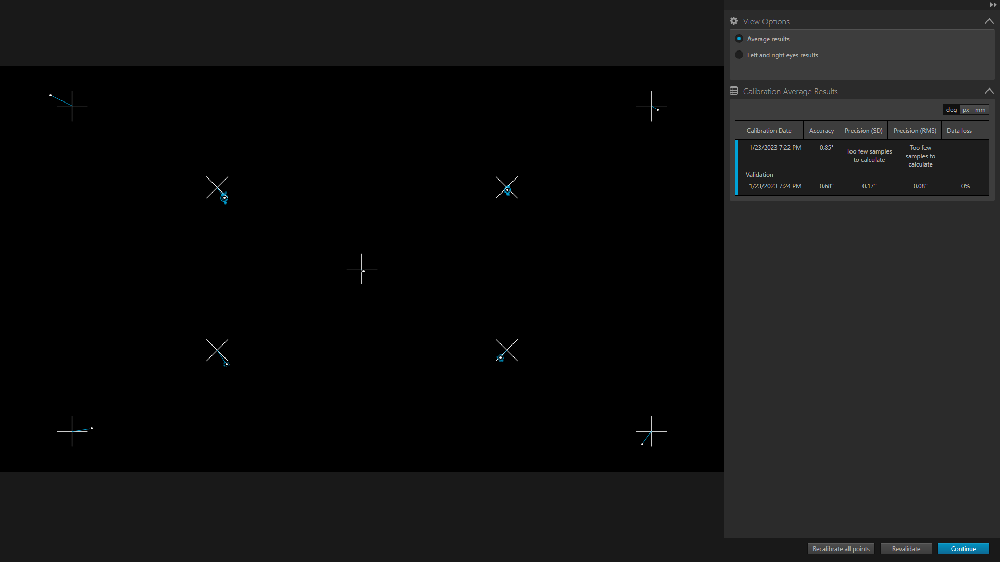 View Options
Average results
Left and right eyes results
Calibration Average Results
deg px mm
Calibration Date Accuracy Precision (SD) Precision (RMS) Data loss
1/23/2023 7:22 PM 0.85° Too few samples to calculate Too few samples to calculate
Validation
1/23/2023 7:24 PM 0.68° 0.17° 0.08° 0%
Recalibrate all points Revalidate Continue